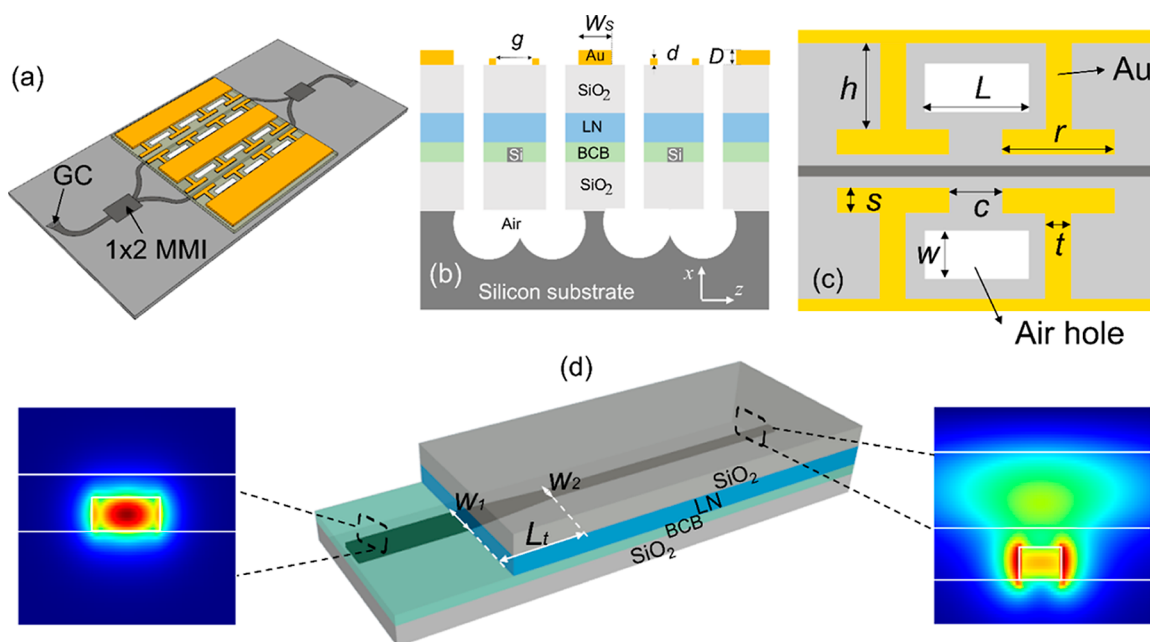 (a)
GC
1x2 MMI
g
Ws
d
D
Au
SiO2
LN
BCB
Si
Si
SiO2
Air
(b)
x
z
Silicon substrate
h
L
Au
r
s
c
t
w
(c)
Air hole
(d)
W1
W2
Lt
SiO2
LN
BCB
SiO2